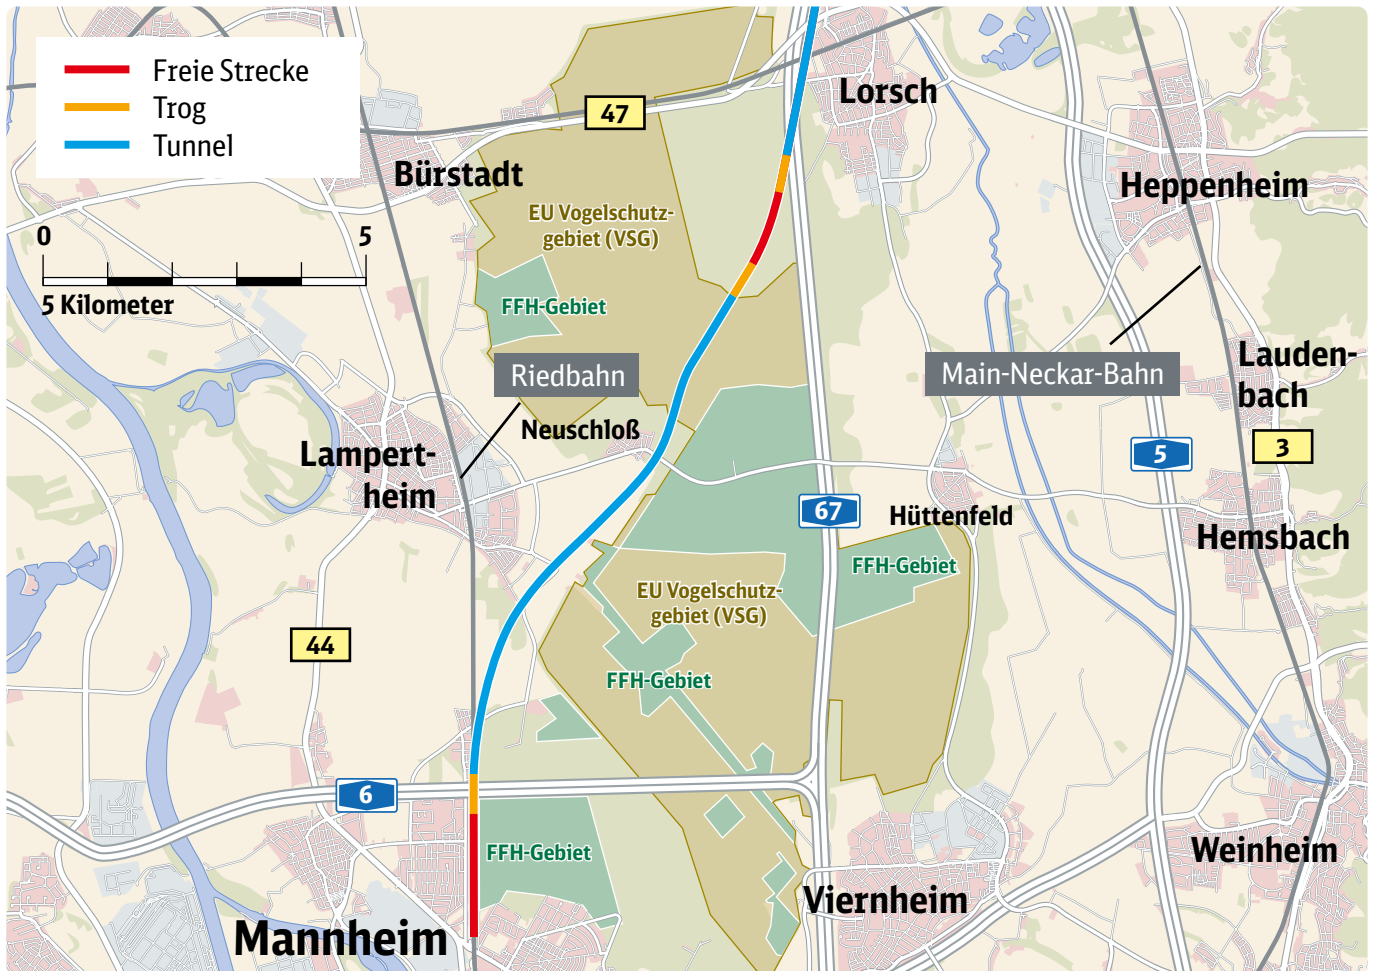 Freie Strecke
Trog
Tunnel
47
Lorsch
Bürstadt
Heppenheim
EU Vogelschutz-
gebiet (VSG)
0
5
5 Kilometer
FFH-Gebiet
Riedbahn
Main-Neckar-Bahn
Lauden-
bach
Neuschloß
Lampert-
heim
5
3
67
Hüttenfeld
Hemsbach
FFH-Gebiet
EU Vogelschutz-
gebiet (VSG)
44
FFH-Gebiet
6
FFH-Gebiet
Weinheim
Viernheim
Mannheim